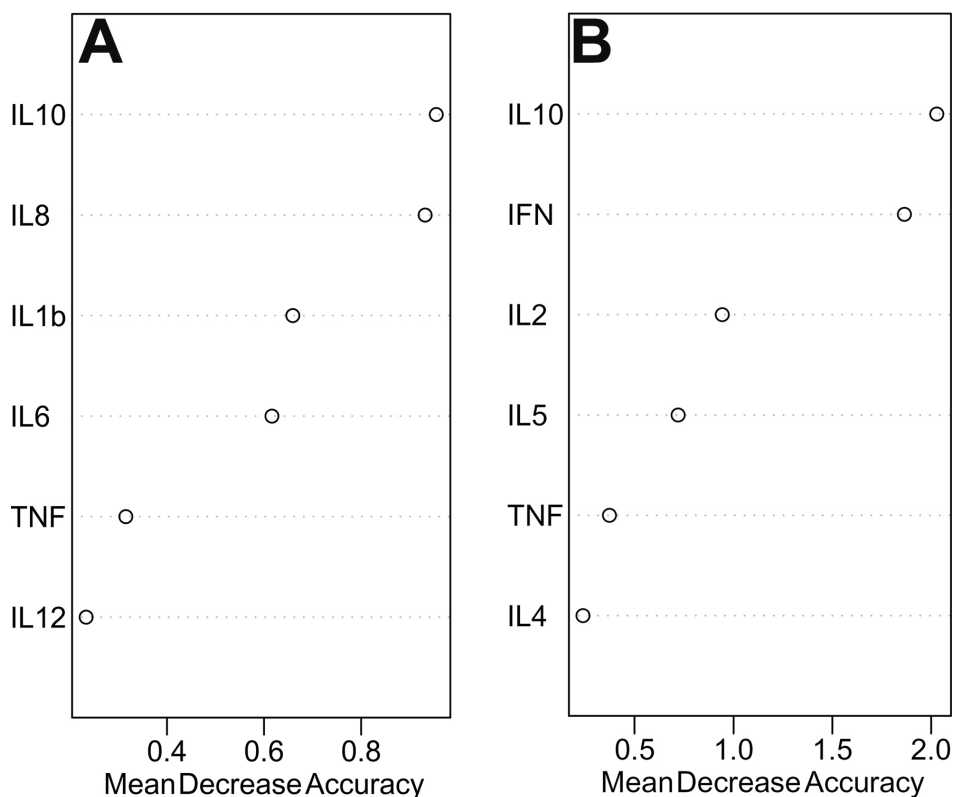 A
IL10
IL8
IL1b
IL6
TNF
IL12
0.4 0.6 0.8
Mean Decrease Accuracy
B
IL10
IFN
IL2
IL5
TNF
IL4
0.5 1.0 1.5 2.0
Mean Decrease Accuracy